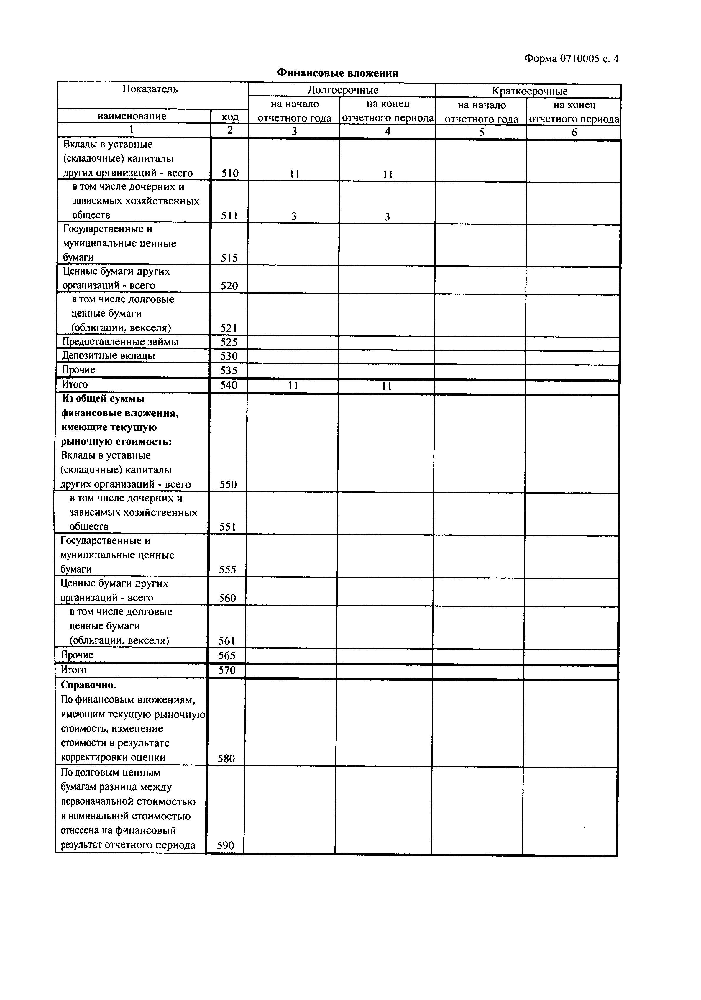 Форма 0710005 с. 4
Финансовые вложения
Показатель
Долгосрочные
Краткосрочные
наименование
код
на начало
отчетного года
на конец
отчетного периода
на начало
отчетного года
на конец
отчетного периода
1 2 3 4 5 6
Вклады в уставные
(складочные) капиталы
других организаций - всего 510 11 11
в том числе дочерних и
зависимых хозяйственных
обществ 511 3 3
Государственные и
муниципальные ценные
бумаги 515
Ценные бумаги других
организаций - всего 520
в том числе долговые
ценные бумаги
(облигации, векселя) 521
Предоставленные займы 525
Депозитные вклады 530
Прочие 535
Итого 540 11 11
Из общей суммы
финансовые вложения,
имеющие текущую
рыночную стоимость:
Вклады в уставные
(складочные) капиталы
других организаций - всего 550
в том числе дочерних и
зависимых хозяйственных
обществ 551
Государственные и
муниципальные ценные
бумаги 555
Ценные бумаги других
организаций - всего 560
в том числе долговые
ценные бумаги
(облигации, векселя) 561
Прочие 565
Итого 570
Справочно.
По финансовым вложениям,
имеющим текущую рыночную
стоимость, изменение
стоимости в результате
корректировки оценки 580
По долговым ценным
бумагам разница между
первоначальной стоимостью
и номинальной стоимостью
отнесена на финансовый
результат отчетного периода 590